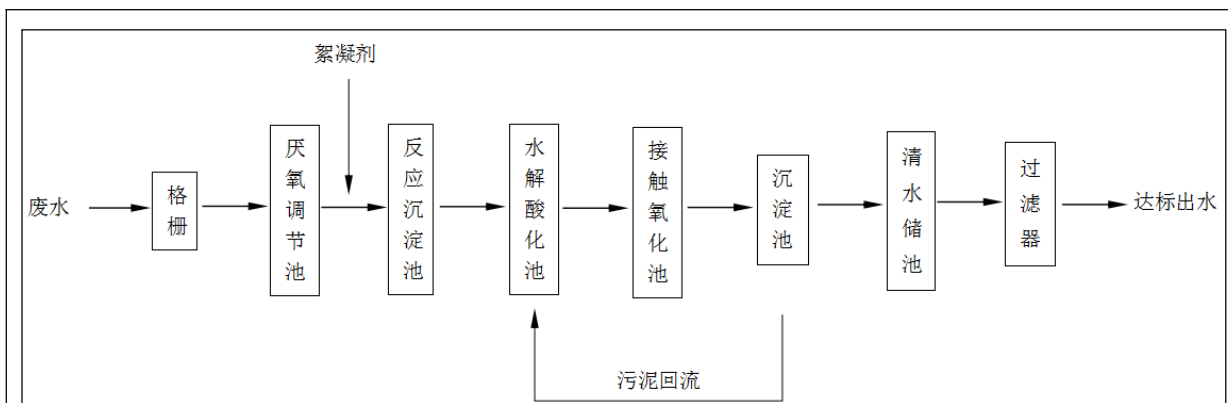 絮凝剂
废水
格栅
厌氧调节池
反应沉淀池
水解酸化池
接触氧化池
沉淀池
清水储池
过滤器
达标出水
污泥回流